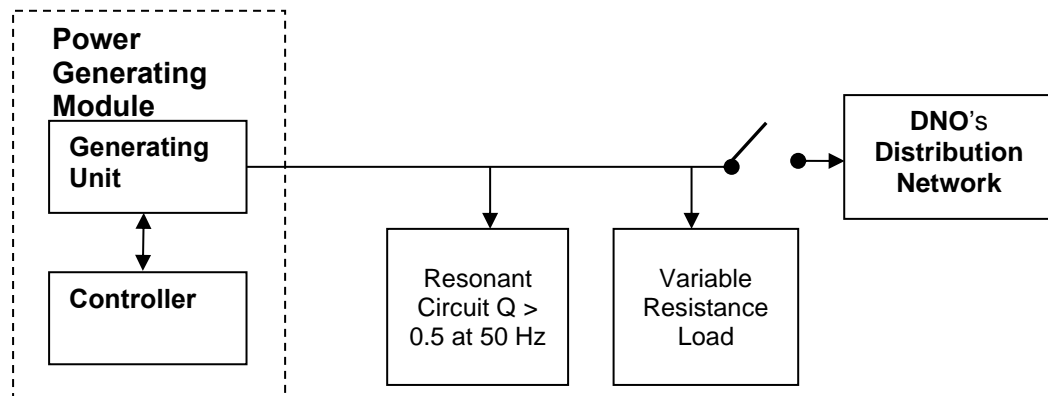 Power
Generating
Module
Generating
Unit
Controller
Resonant
Circuit Q >
0.5 at 50 Hz
Variable
Resistance
Load
DNO's
Distribution
Network